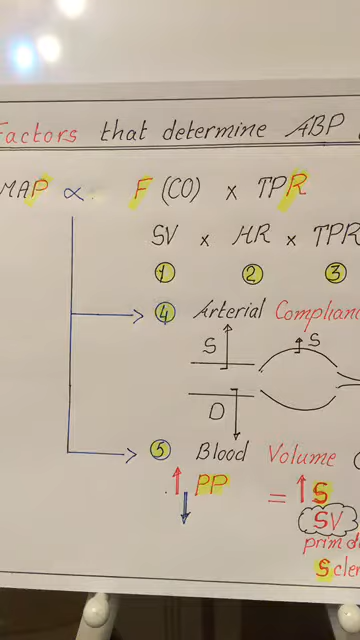 Factors that determine ABP
MAP ∝ F (CO) x TPR
SV x HR x TPR
1 2 3
4 Arterial Complianc
S S
D
5 Blood Volume
↑ PP = ↑ S
↓ SV
prim d
Scler